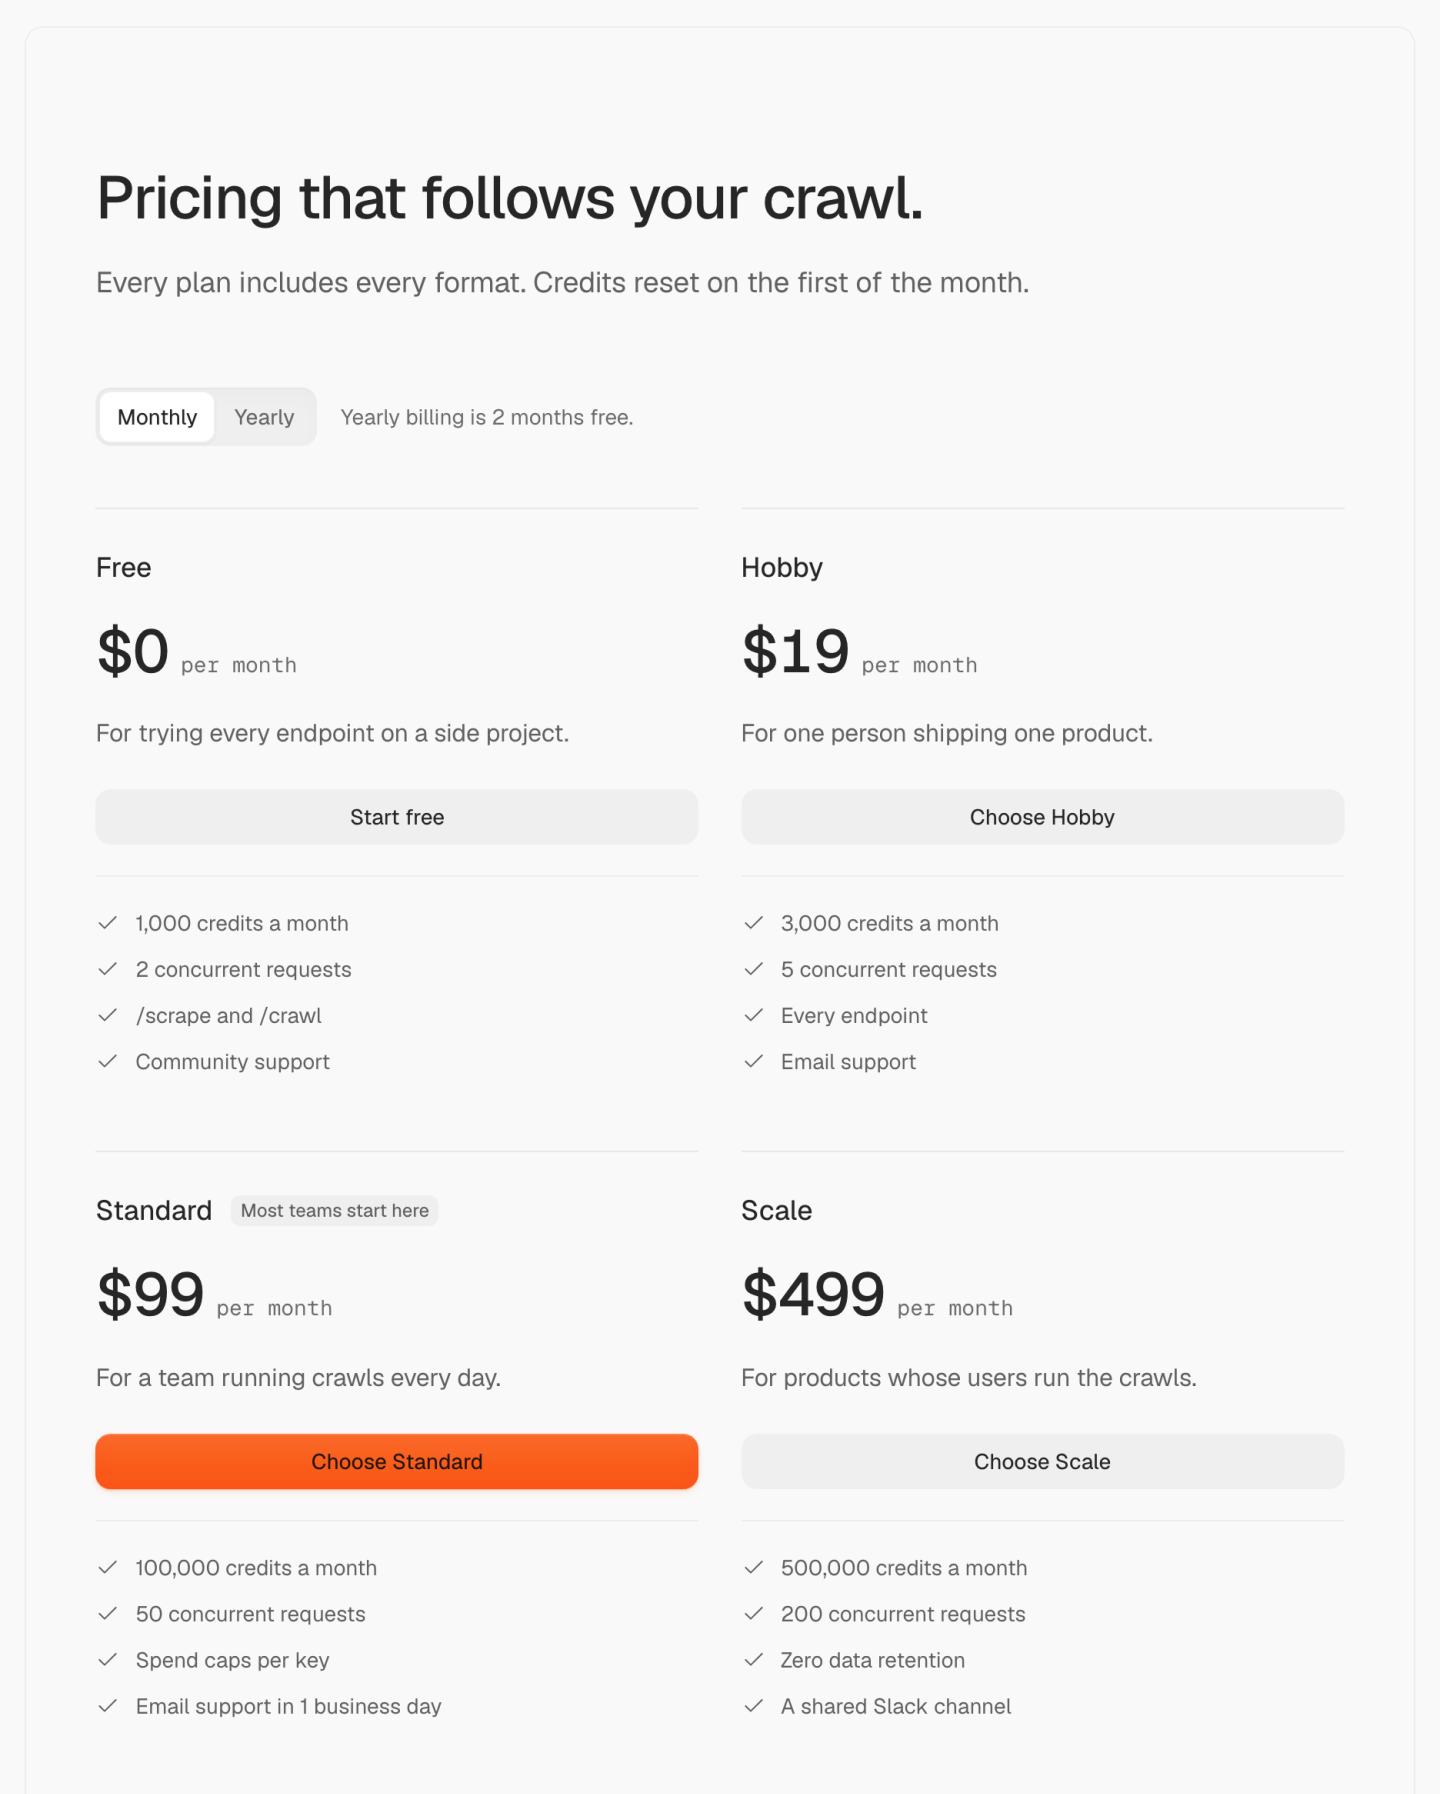 Pricing that follows your crawl.
Every plan includes every format. Credits reset on the first of the month.
Monthly Yearly Yearly billing is 2 months free.
Free
$0 per month
For trying every endpoint on a side project.
Start free
1,000 credits a month
2 concurrent requests
/scrape and /crawl
Community support
Hobby
$19 per month
For one person shipping one product.
Choose Hobby
3,000 credits a month
5 concurrent requests
Every endpoint
Email support
Standard Most teams start here
$99 per month
For a team running crawls every day.
Choose Standard
100,000 credits a month
50 concurrent requests
Spend caps per key
Email support in 1 business day
Scale
$499 per month
For products whose users run the crawls.
Choose Scale
500,000 credits a month
200 concurrent requests
Zero data retention
A shared Slack channel